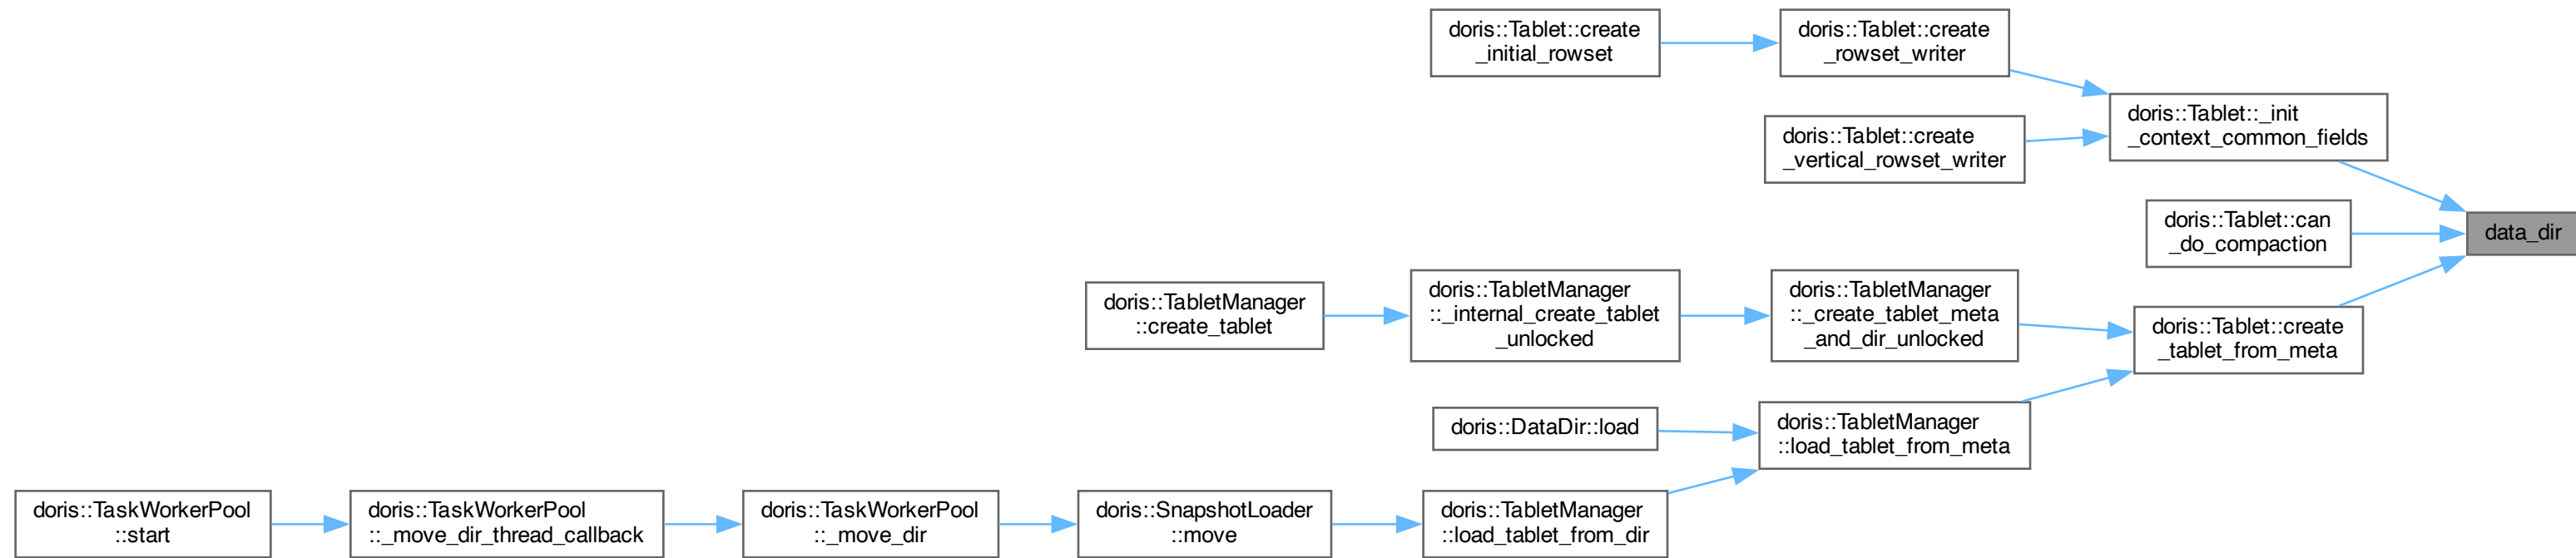 doris::Tablet::create
_initial_rowset
doris::Tablet::create
_rowset_writer
doris::Tablet::_init
_context_common_fields
doris::Tablet::create
_vertical_rowset_writer
doris::Tablet::can
_do_compaction
data_dir
doris::TabletManager
::create_tablet
doris::TabletManager
::_internal_create_tablet
_unlocked
doris::TabletManager
::_create_tablet_meta
_and_dir_unlocked
doris::Tablet::create
_tablet_from_meta
doris::DataDir::load
doris::TabletManager
::load_tablet_from_meta
doris::TaskWorkerPool
::start
doris::TaskWorkerPool
::_move_dir_thread_callback
doris::TaskWorkerPool
::_move_dir
doris::SnapshotLoader
::move
doris::TabletManager
::load_tablet_from_dir